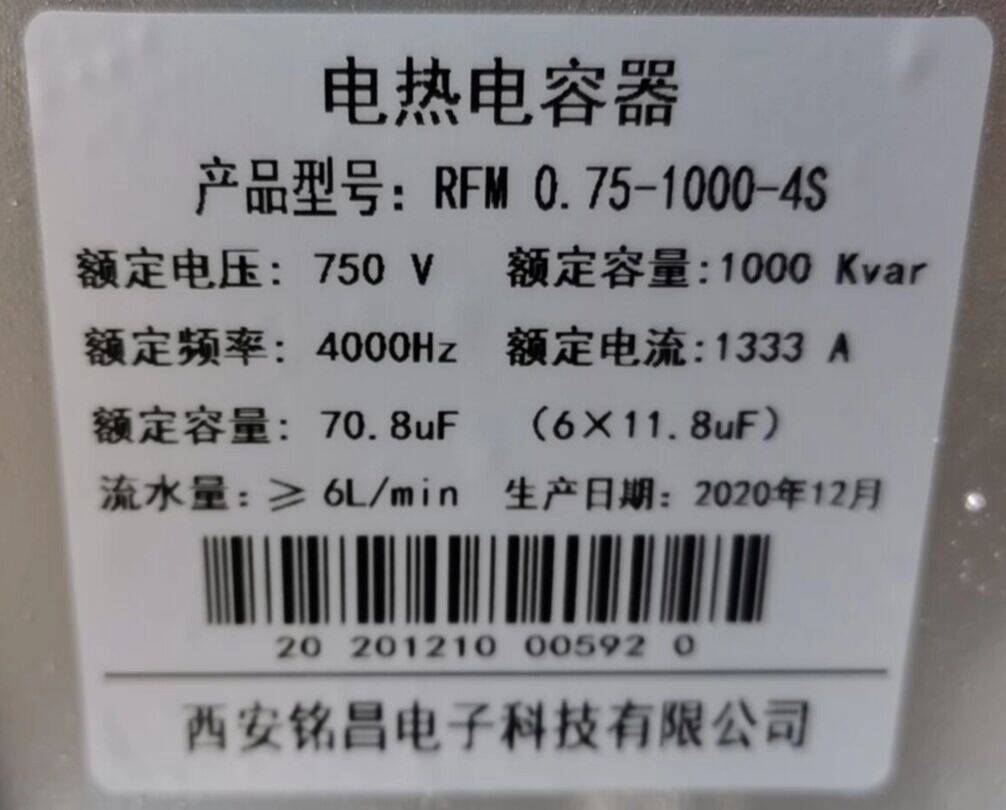 电热电容器
产品型号: RFM 0.75-1000-4S
额定电压: 750 V 额定容量:1000 Kvar
额定频率: 4000Hz 额定电流:1333 A
额定容量: 70.8uF (6×11.8uF)
流水量:≥ 6L/min 生产日期: 2020年12月
20 201210 00592 0
西安铭昌电子科技有限公司